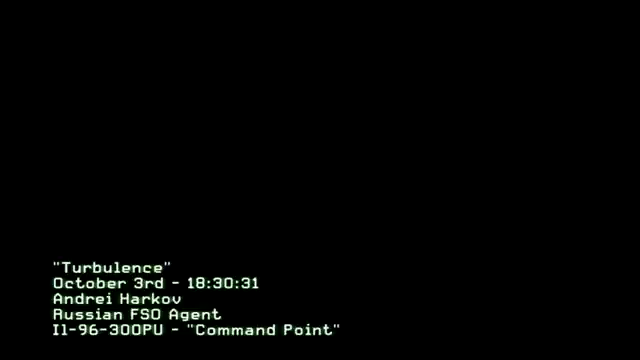 "Turbulence"
October 3rd - 18:30:31
Andrei Harkov
Russian FSO Agent
Il-96-300PU - "Command Point"